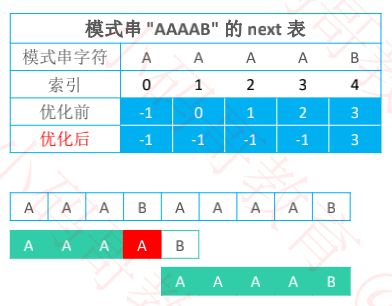 模式串 "AAAAB" 的 next 表
模式串字符 A A A A B
索引 0 1 2 3 4
优化前 -1 0 1 2 3
优化后 -1 -1 -1 -1 3
A A A B A A A A B
A A A A B
A A A A B